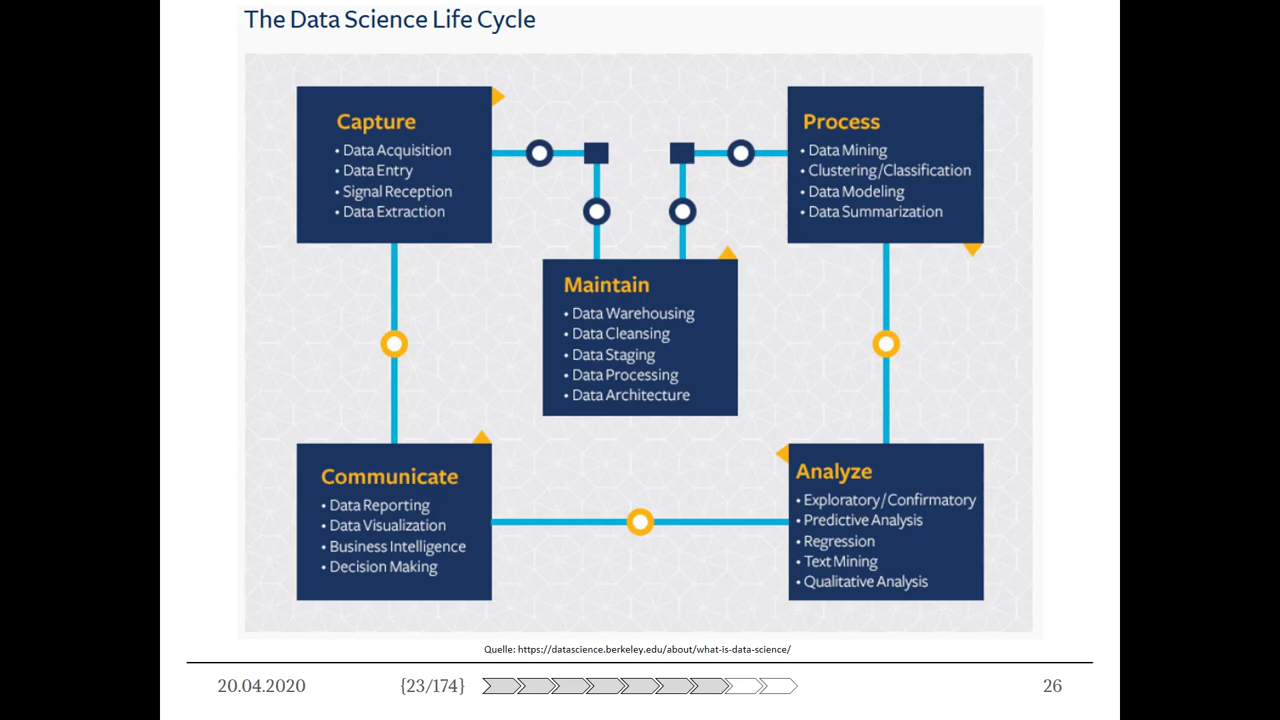 The Data Science Life Cycle
Capture
• Data Acquisition
• Data Entry
• Signal Reception
• Data Extraction
Process
• Data Mining
• Clustering/Classification
• Data Modeling
• Data Summarization
Maintain
• Data Warehousing
• Data Cleansing
• Data Staging
• Data Processing
• Data Architecture
Communicate
• Data Reporting
• Data Visualization
• Business Intelligence
• Decision Making
Analyze
• Exploratory/Confirmatory
• Predictive Analysis
• Regression
• Text Mining
• Qualitative Analysis
Quelle: https://datascience.berkeley.edu/about/what-is-data-science/
20.04.2020 {23/174} 26